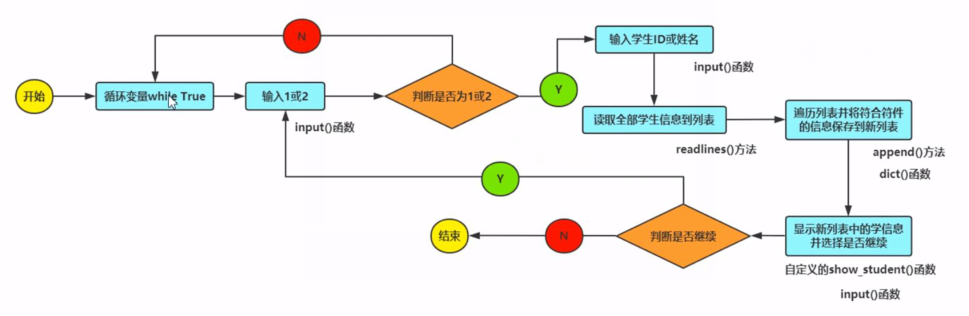 N
输入学生ID或姓名
input()函数
开始
循环变量while True
输入1或2
判断是否为1或2
Y
input()函数
读取全部学生信息到列表
readlines()方法
遍历列表并将符合符件
的信息保存到新列表
append()方法
dict()函数
Y
结束
N
判断是否继续
显示新列表中的学信息
并选择是否继续
自定义的show_student()函数
input()函数